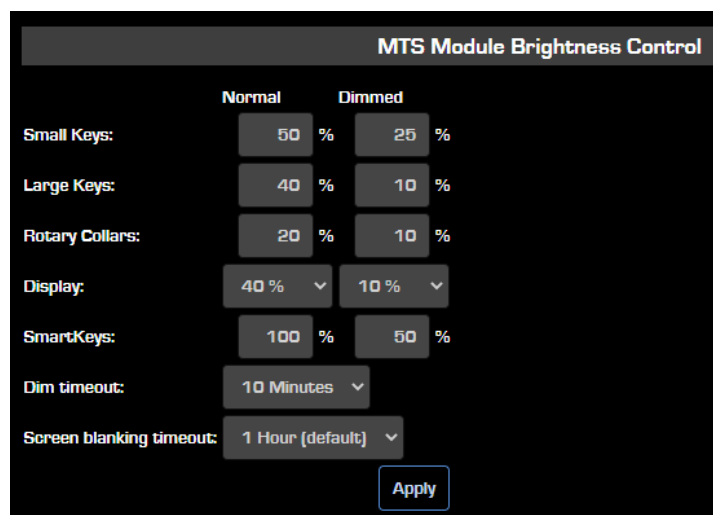 MTS Module Brightness Control
Normal Dimmed
Small Keys: 50 % 25 %
Large Keys: 40 % 10 %
Rotary Collars: 20 % 10 %
Display: 40 % 10 %
SmartKeys: 100 % 50 %
Dim timeout: 10 Minutes
Screen blanking timeout: 1 Hour (default)
Apply